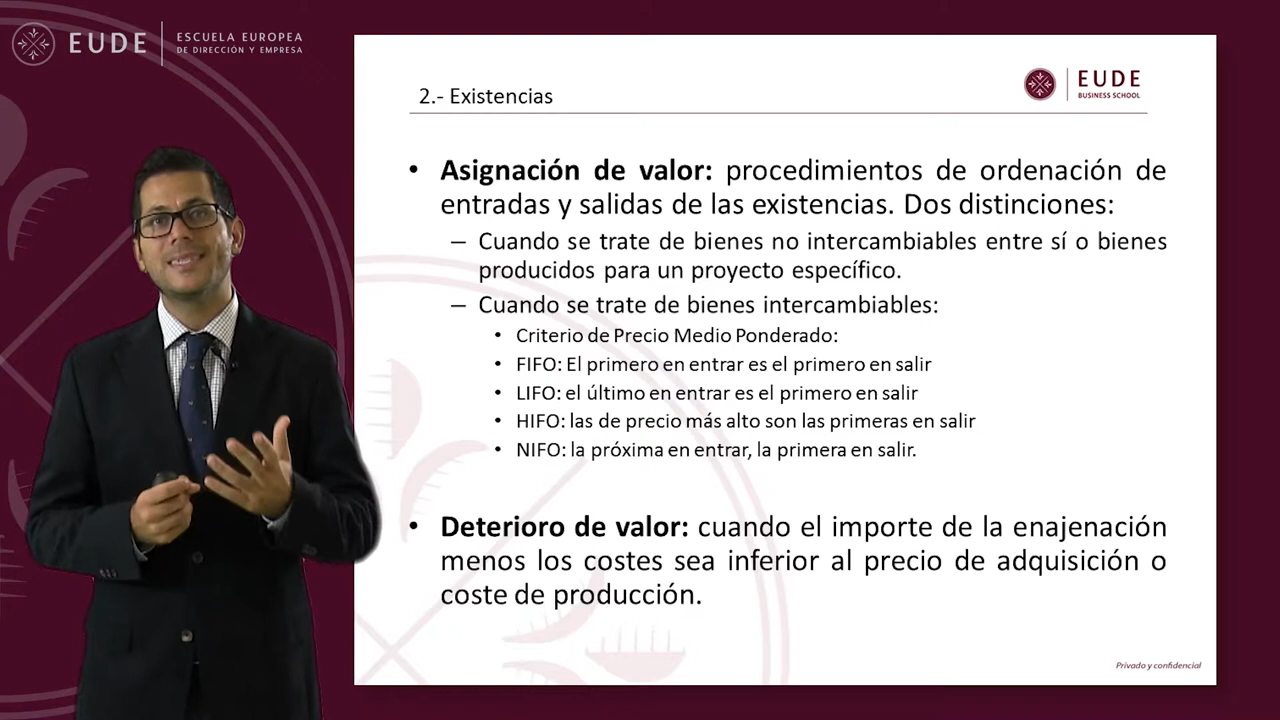 EUDE
ESCUELA EUROPEA
DE DIRECCIÓN Y EMPRESA
2.- Existencias
EUDE
BUSINESS SCHOOL
• Asignación de valor: procedimientos de ordenación de
entradas y salidas de las existencias. Dos distinciones:
– Cuando se trate de bienes no intercambiables entre sí o bienes
producidos para un proyecto específico.
– Cuando se trate de bienes intercambiables:
• Criterio de Precio Medio Ponderado:
• FIFO: El primero en entrar es el primero en salir
• LIFO: el último en entrar es el primero en salir
• HIFO: las de precio más alto son las primeras en salir
• NIFO: la próxima en entrar, la primera en salir.
• Deterioro de valor: cuando el importe de la enajenación
menos los costes sea inferior al precio de adquisición o
coste de producción.
Privado y confidencial